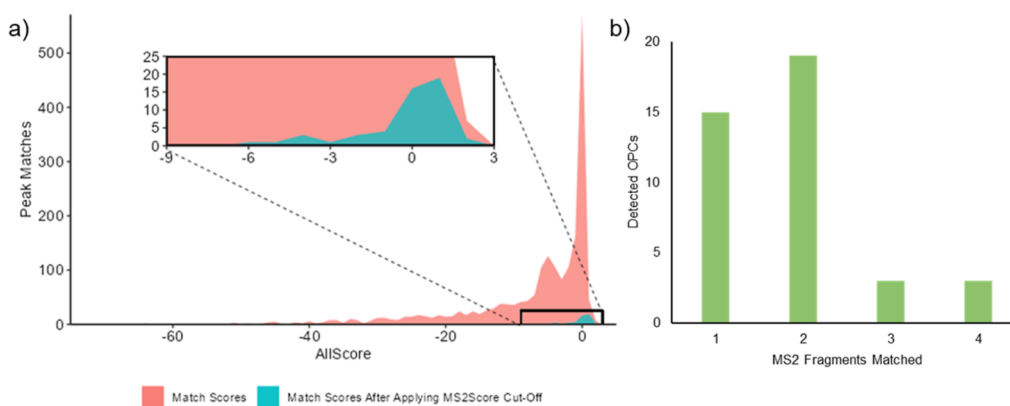 a)
500
400
300
200
100
0
Peak Matches
25
20
15
10
5
0
-9 -6 -3 0 3
-60 -40 -20 0
AllScore
Match Scores Match Scores After Applying MS2Score Cut-Off
b)
20
15
10
5
0
Detected OPCs
1 2 3 4
MS2 Fragments Matched